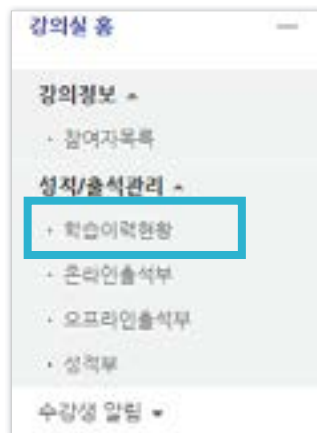 강의실 홈
강의정보
· 참여자목록
성적/출석관리
· 학습이력현황
· 온라인출석부
· 오프라인출석부
· 성적부
수강생 알림